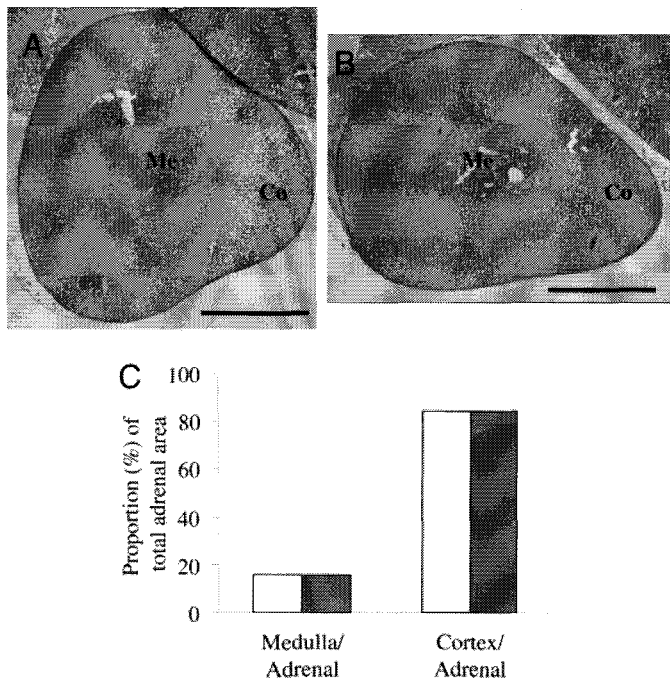 A
Me
Co
B
Me
Co
C
Proportion (%) of
total adrenal area
100
80
60
40
20
0
Medulla/
Adrenal
Cortex/
Adrenal